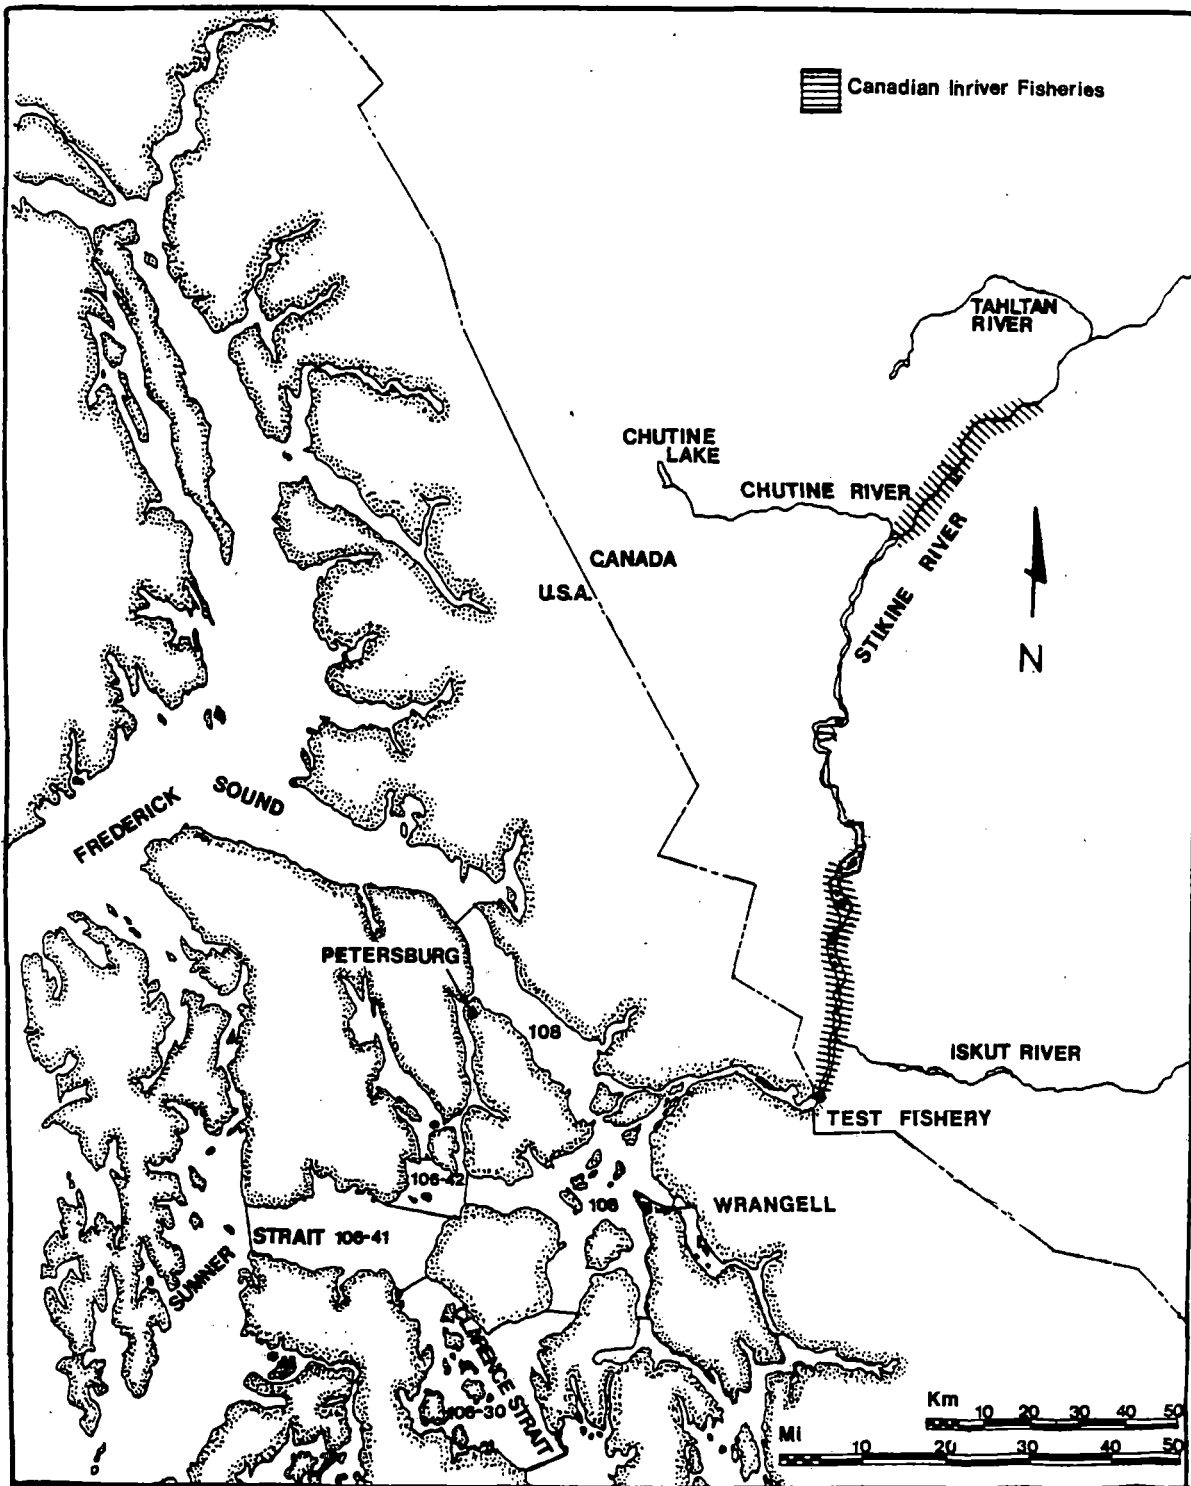 Canadian Inriver Fisheries
TAHLTAN
RIVER
CHUTINE
LAKE
CHUTINE RIVER
CANADA
U.S.A.
STIKINE RIVER
N
FREDERICK SOUND
PETERSBURG
108
ISKUT RIVER
TEST FISHERY
106-42
108
WRANGELL
STRAIT 106-41
SUMNER
CLARENCE STRAIT
106-30
Km
10 20 30 40 50
Mi
10 20 30 40 50